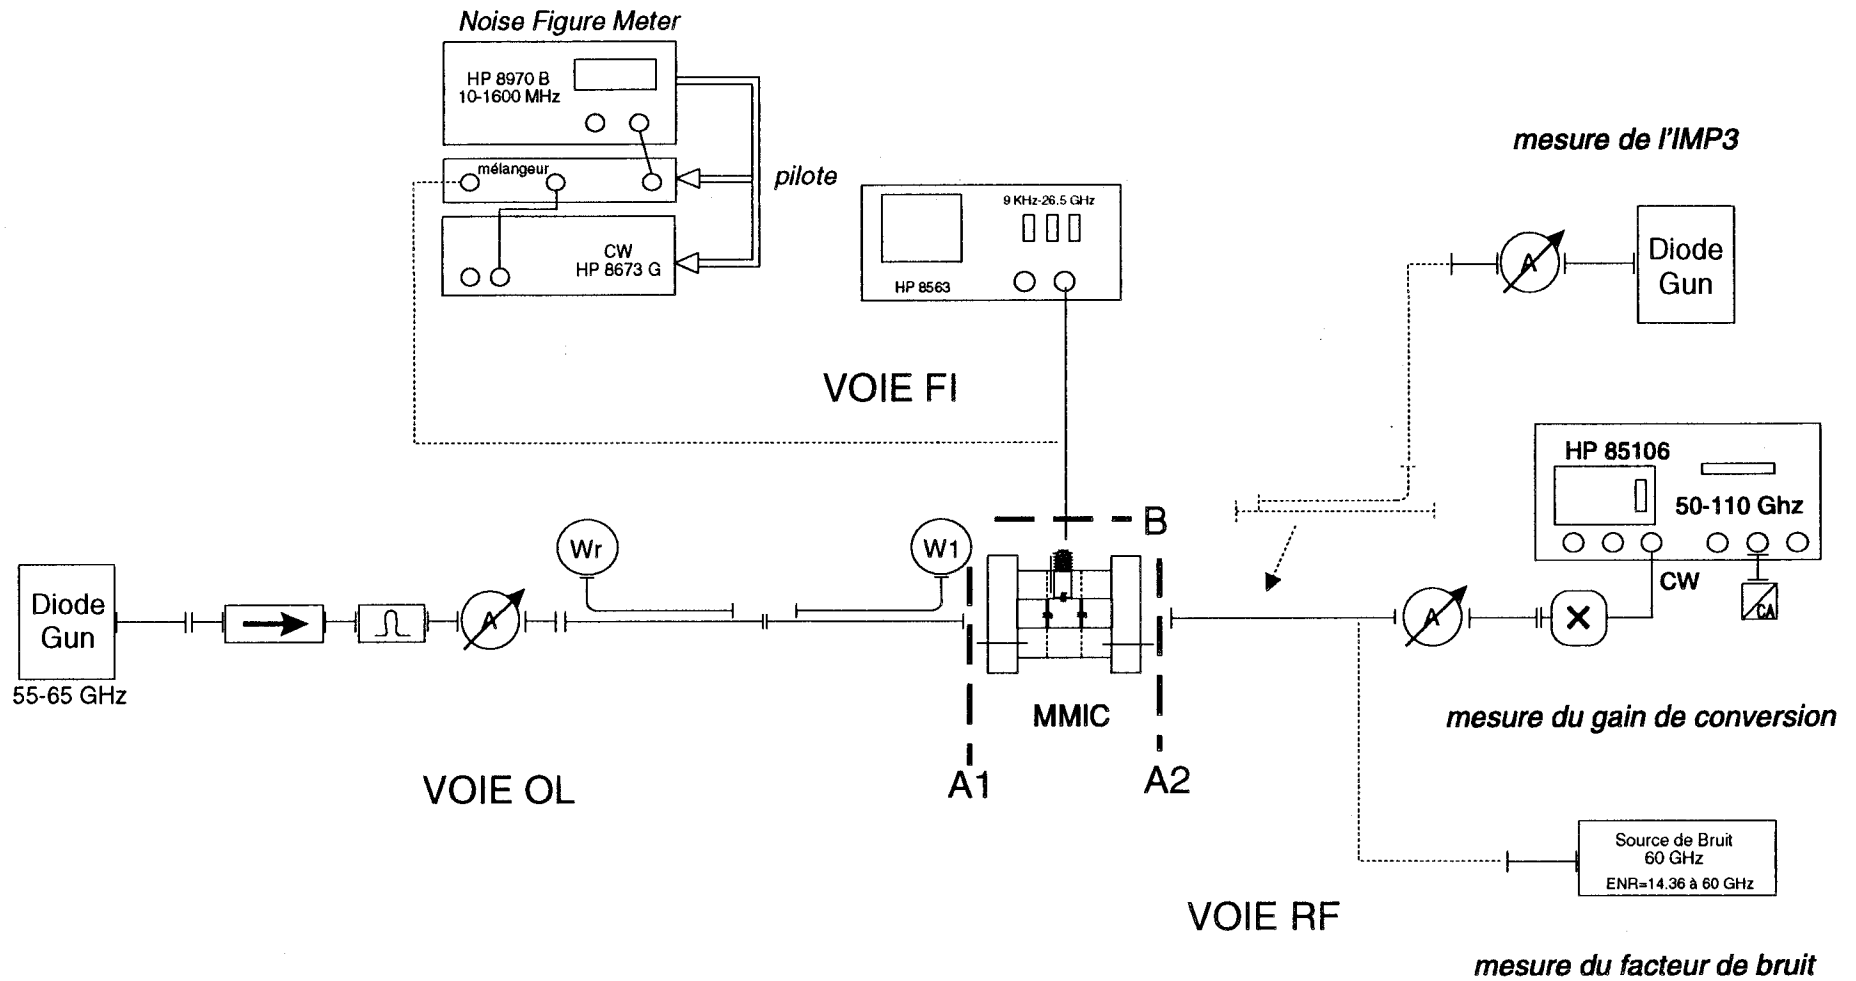 Noise Figure Meter
HP 8970 B
10-1600 MHz
mélangeur
pilote
CW
HP 8673 G
9 KHz-26.5 GHz
HP 8563
VOIE FI
mesure de l'IMP3
A
Diode
Gun
HP 85106
50-110 Ghz
CW
CA
B
Wr
W1
Diode
Gun
55-65 GHz
A
A
X
MMIC
A1
A2
VOIE OL
mesure du gain de conversion
Source de Bruit
60 GHz
ENR=14.36 à 60 GHz
VOIE RF
mesure du facteur de bruit